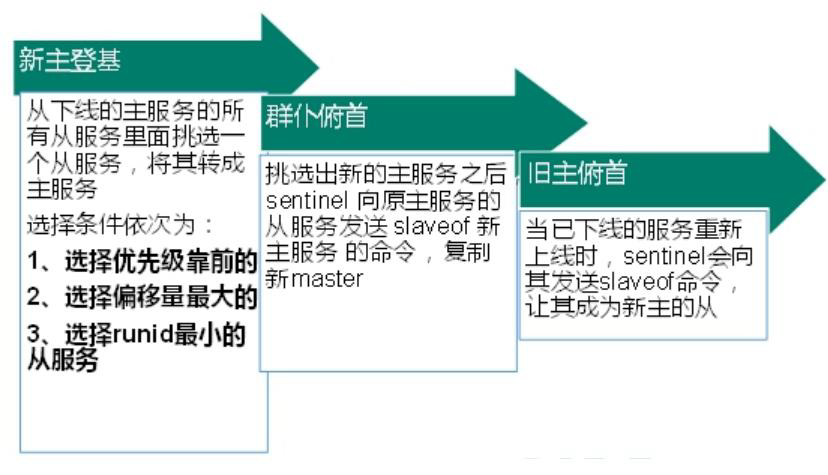 新主登基
从下线的主服务的所
有从服务里面挑选一
个从服务，将其转成
主服务
选择条件依次为：
1、选择优先级靠前的
2、选择偏移量最大的
3、选择runid最小的
从服务
群仆俯首
挑选出新的主服务之后，
sentinel 向原主服务的
从服务发送 slaveof 新
主服务 的命令，复制
新master
旧主俯首
当已下线的服务重新
上线时，sentinel会向
其发送slaveof命令，
让其成为新主的从